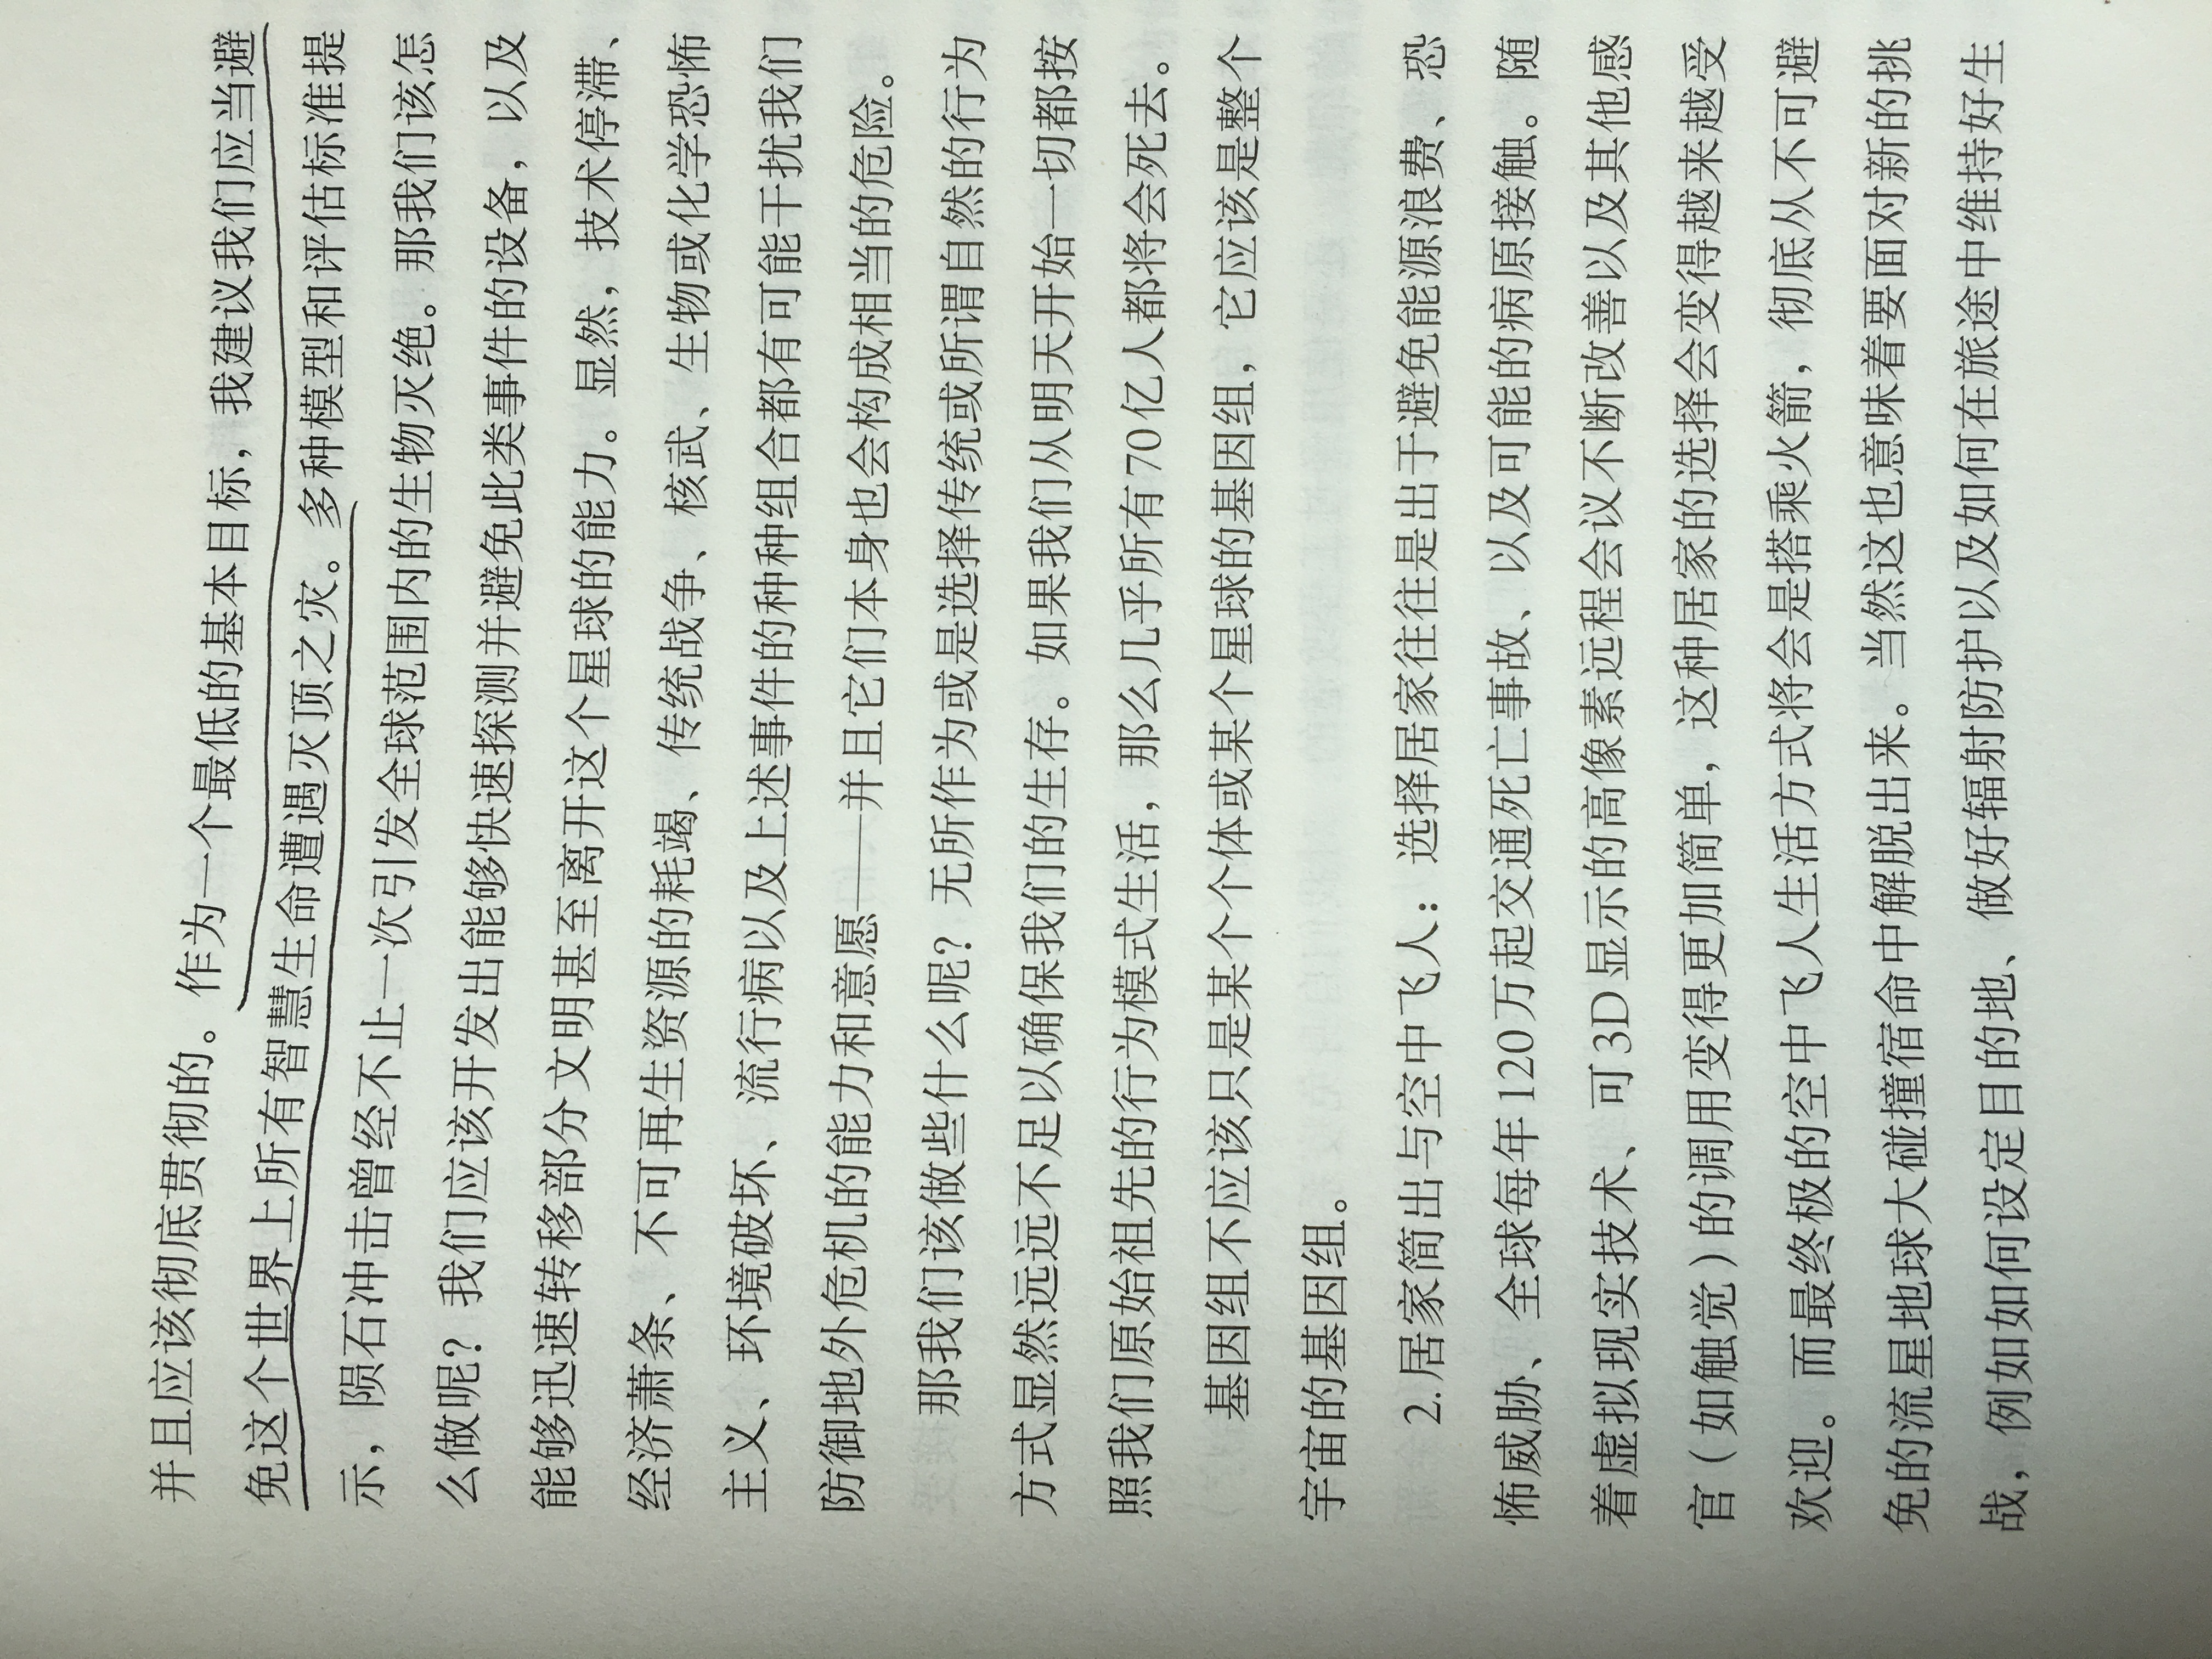 并且应该彻底贯彻的。作为一个最低的基本目标，我建议我们应当避
免这个世界上所有智慧生命遭遇灭顶之灾。多种模型和评估标准提
示，陨石冲击曾经不止一次引发全球范围内的生物灭绝。那我们该怎
么做呢？我们应该开发出能够快速探测并避免此类事件的设备，以及
能够迅速转移部分文明甚至离开这个星球的能力。显然，技术停滞、
经济萧条、不可再生资源的耗竭、传统战争、核武、生物或化学恐怖
主义、环境破坏、流行病以及上述事件的种种组合都有可能干扰我们
防御地外危机的能力和意愿——并且它们本身也会构成相当的危险。
那我们该做些什么呢？无所作为或是选择传统或所谓自然的行为
方式显然远远不足以确保我们的生存。如果我们从明天开始一切都按
照我们原始祖先的行为模式生活，那么几乎所有70亿人都将会死去。
基因组不应该只是某个个体或某个星球的基因组，它应该是整个
宇宙的基因组。
2.居家简出与空中飞人：选择居家往往是出于避免能源浪费、恐
怖威胁、全球每年120万起交通死亡事故、以及可能的病原接触。随
着虚拟现实技术、可3D显示的高像素远程会议不断改善以及其他感
官（如触觉）的调用变得更加简单，这种居家的选择会变得越来越受
欢迎。而最终极的空中飞人生活方式将会是搭乘火箭，彻底从不可避
免的流星地球大碰撞宿命中解脱出来。当然这也意味着要面对新的挑
战，例如如何设定目的地、做好辐射防护以及如何在旅途中维持好生